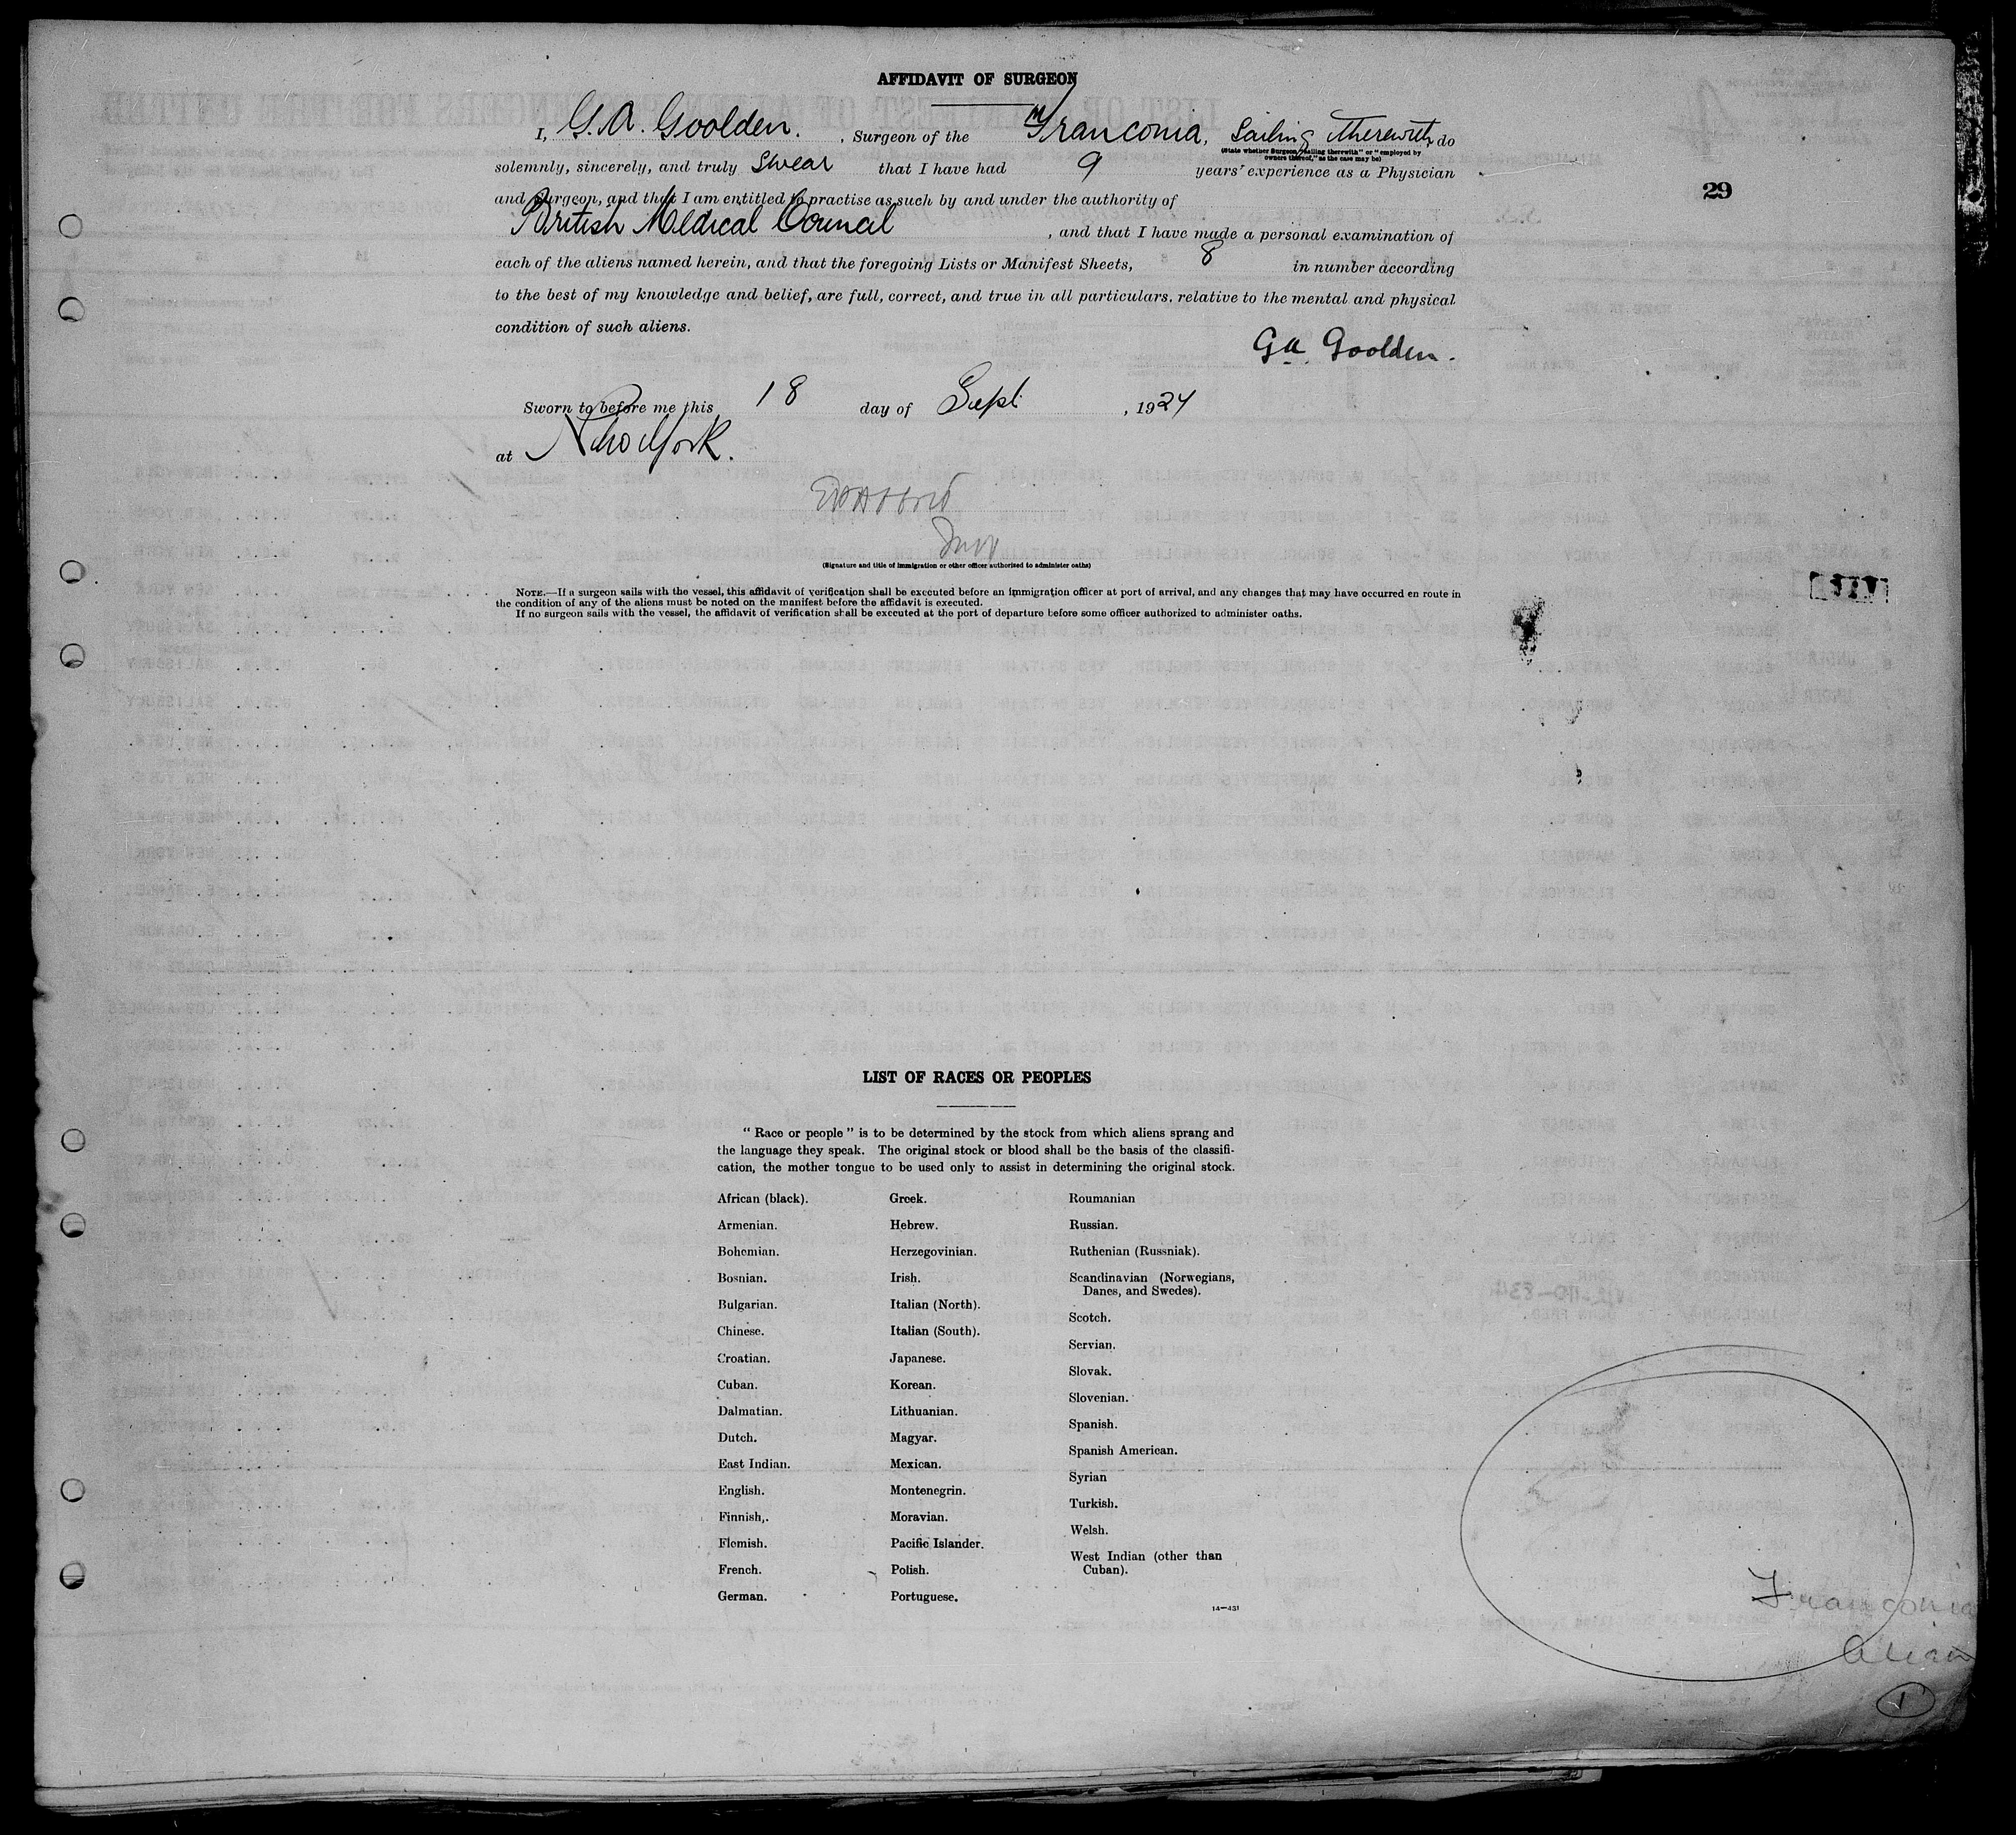 AFFIDAVIT OF SURGEON
I, G. A. Goolden. , Surgeon of the Franconia, Sailing therewith do
(State whether Surgeon "sailing therewith" or "employed by
owners thereof," as the case may be)
solemnly, sincerely, and truly swear that I have had 9 years' experience as a Physician
29
and Surgeon, and that I am entitled to practise as such by and under the authority of
British Medical Council , and that I have made a personal examination of
each of the aliens named herein, and that the foregoing Lists or Manifest Sheets, 8 in number according
to the best of my knowledge and belief, are full, correct, and true in all particulars, relative to the mental and physical
condition of such aliens.
Ga Goolden.
Sworn to before me this 18 day of Sept , 1924
at New York.
(Signature and title of immigration or other officer authorized to administer oaths)
NOTE.—If a surgeon sails with the vessel, this affidavit of verification shall be executed before an immigration officer at port of arrival, and any changes that may have occurred en route in
the condition of any of the aliens must be noted on the manifest before the affidavit is executed.
If no surgeon sails with the vessel, the affidavit of verification shall be executed at the port of departure before some officer authorized to administer oaths.
LIST OF RACES OR PEOPLES
"Race or people" is to be determined by the stock from which aliens sprang and
the language they speak. The original stock or blood shall be the basis of the classifi-
cation, the mother tongue to be used only to assist in determining the original stock.
African (black).
Armenian.
Bohemian.
Bosnian.
Bulgarian.
Chinese.
Croatian.
Cuban.
Dalmatian.
Dutch.
East Indian.
English.
Finnish,.
Flemish.
French.
German.
Greek.
Hebrew.
Herzegovinian.
Irish.
Italian (North).
Italian (South).
Japanese.
Korean.
Lithuanian.
Magyar.
Mexican.
Montenegrin.
Moravian.
Pacific Islander.
Polish.
Portuguese.
Roumanian
Russian.
Ruthenian (Russniak).
Scandinavian (Norwegians,
Danes, and Swedes).
Scotch.
Servian.
Slovak.
Slovenian.
Spanish.
Spanish American.
Syrian
Turkish.
Welsh.
West Indian (other than
Cuban).
14—431
Franconia
Alien
1